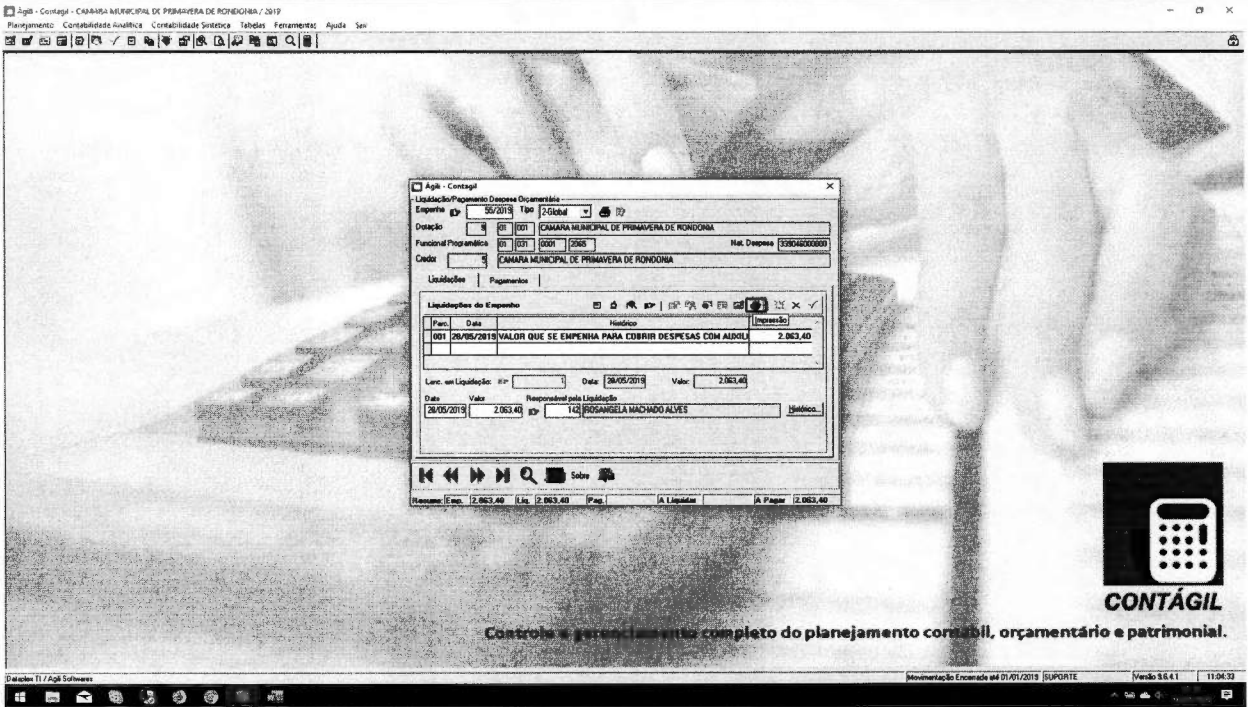 Ágili - Contagil - CAMARA MUNICIPAL DE PRIMAVERA DE RONDONIA / 2019
Planejamento Contabilidade Analítica Contabilidade Sintética Tabelas Ferramentas Ajuda Sair
Ágili - Contagil
Liquidação/Pagamento Despesa Orçamentária
Empenho 55/2019 Tipo 2-Global
Dotação 9 01 001 CAMARA MUNICIPAL DE PRIMAVERA DE RONDONIA
Funcional Programática 01 031 0001 2065 Nat. Despesa 339046000000
Credor 5 CAMARA MUNICIPAL DE PRIMAVERA DE RONDONIA
Liquidações Pagamentos
Liquidações do Empenho
Impressão
Parc. Data Histórico
001 28/05/2019 VALOR QUE SE EMPENHA PARA COBRIR DESPESAS COM AUXILI 2.063,40
Lanc. em Liquidação: 1 Data: 28/05/2019 Valor: 2.063,40
Data Valor Responsável pela Liquidação
28/05/2019 2.063,40 142 ROSANGELA MACHADO ALVES Histórico...
Sobre
Resumo: Emp. 2.063,40 Liq. 2.063,40 Pag. A Liquidar A Pagar 2.063,40
CONTÁGIL
Controle e gerenciamento completo do planejamento contábil, orçamentário e patrimonial.
Dataplex TI / Agili Softwares Movimentação Encerrada até 01/01/2019 SUPORTE Versão 9.6.4.1 11:04:33